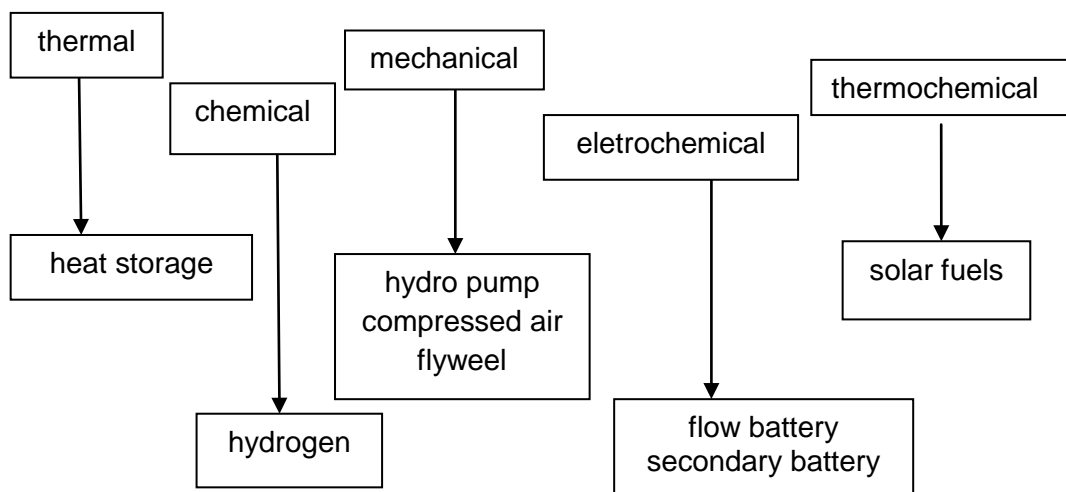 thermal
heat storage
chemical
hydrogen
mechanical
hydro pump
compressed air
flyweel
eletrochemical
flow battery
secondary battery
thermochemical
solar fuels